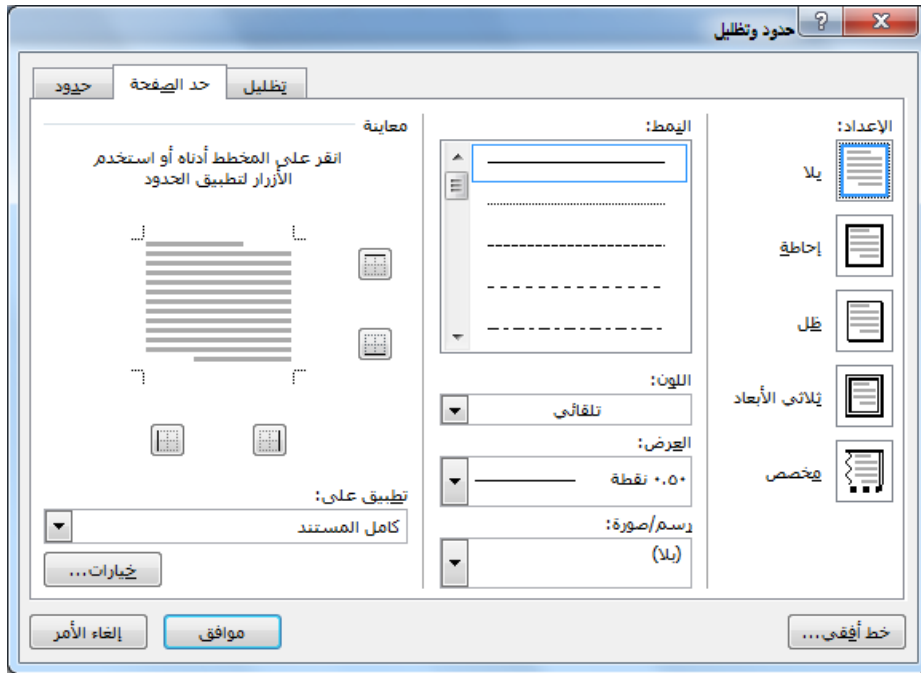 حدود وتظليل
حدود
حد الصفحة
تظليل
الإعداد:
بلا
إحاطة
ظل
ثلاثي الأبعاد
مخصص
النمط:
اللون:
تلقائي
العرض:
٠.٥٠ نقطة
رسم/صورة:
(بلا)
معاينة
انقر على المخطط أدناه أو استخدم
الأزرار لتطبيق الحدود
تطبيق على:
كامل المستند
خيارات...
خط أفقي...
موافق
إلغاء الأمر